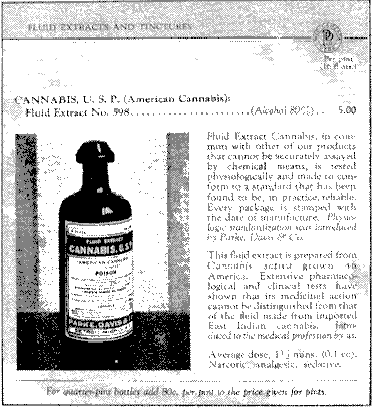 FLUID EXTRACTS AND TINCTURES
Per pint,
CANNABIS, U. S. P. (American Cannabis):
Fluid Extract No. 598 (Alcohol 80%) 5.00
Fluid Extract Cannabis, in com-
mon with other of our products
that cannot be accurately assayed
by chemical means, is tested
physiologically and made to con-
form to a standard that has been
found to be, in practice, reliable.
Every package is stamped with
the date of manufacture. Physio-
logic standardization was introduced
by Parke, Davis & Co.
This fluid extract is prepared from
Cannabis sativa grown in
America. Extensive pharmaco-
logical and clinical tests have
shown that its medicinal action
cannot be distinguished from that
of the fluid made from imported
East Indian cannabis. Intro-
duced to the medical profession by us.
Average dose, 1½ mins. (0.1 cc).
Narcotic, analgesic, sedative.
FLUID EXTRACT
CANNABIS, U.S.P.
AMERICAN CANNABIS
POISON
PARKE, DAVIS &
For quarter-pint bottles add 80c. per pint to the price given for pints.